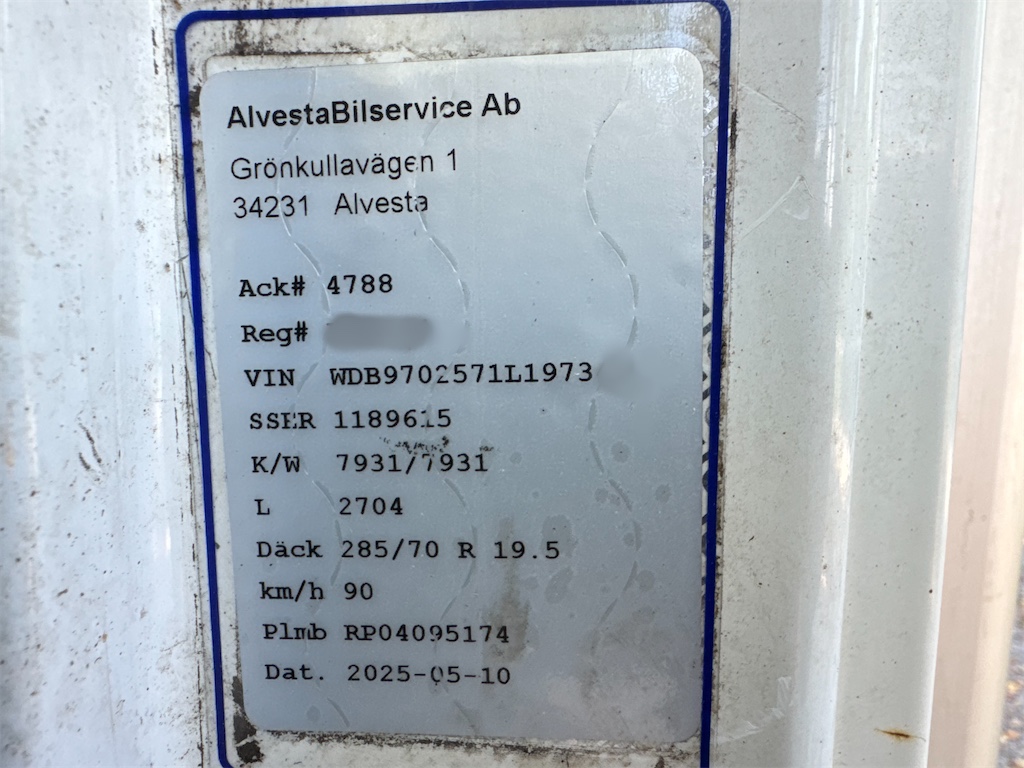 AlvestaBilservice Ab
Grönkullavägen 1
34231 Alvesta
Ack# 4788
Reg#
VIN WDB9702571L1973
SSER 1189615
K/W 7931/7931
L 2704
Däck 285/70 R 19.5
km/h 90
Plmb RP04095174
Dat. 2025-05-10